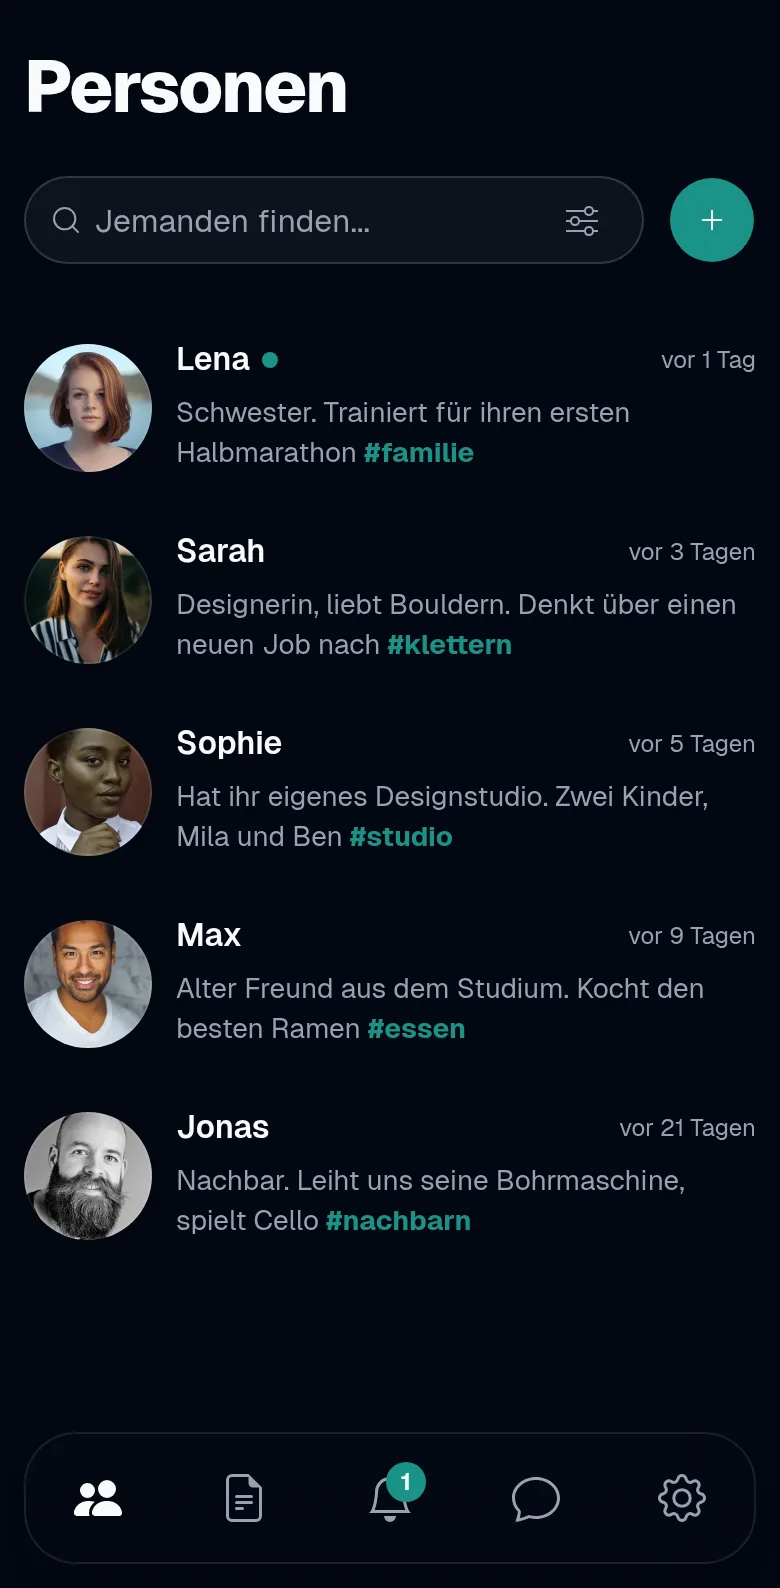 Personen
Jemanden finden...
Lena
vor 1 Tag
Schwester. Trainiert für ihren ersten
Halbmarathon #familie
Sarah
vor 3 Tagen
Designerin, liebt Bouldern. Denkt über einen
neuen Job nach #klettern
Sophie
vor 5 Tagen
Hat ihr eigenes Designstudio. Zwei Kinder,
Mila und Ben #studio
Max
vor 9 Tagen
Alter Freund aus dem Studium. Kocht den
besten Ramen #essen
Jonas
vor 21 Tagen
Nachbar. Leiht uns seine Bohrmaschine,
spielt Cello #nachbarn
1